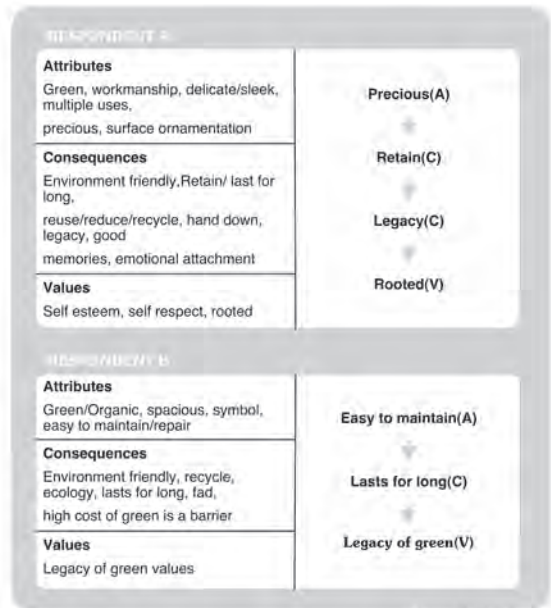 RESPONDENT A
Attributes
Green, workmanship, delicate/sleek,
multiple uses,
precious, surface ornamentation
Precious(A)
Consequences
Environment friendly,Retain/ last for
long,
reuse/reduce/recycle, hand down,
legacy, good
memories, emotional attachment
Retain(C)
Legacy(C)
Values
Self esteem, self respect, rooted
Rooted(V)
RESPONDENT B
Attributes
Green/Organic, spacious, symbol,
easy to maintain/repair
Easy to maintain(A)
Consequences
Environment friendly, recycle,
ecology, lasts for long, fad,
high cost of green is a barrier
Lasts for long(C)
Values
Legacy of green values
Legacy of green(V)